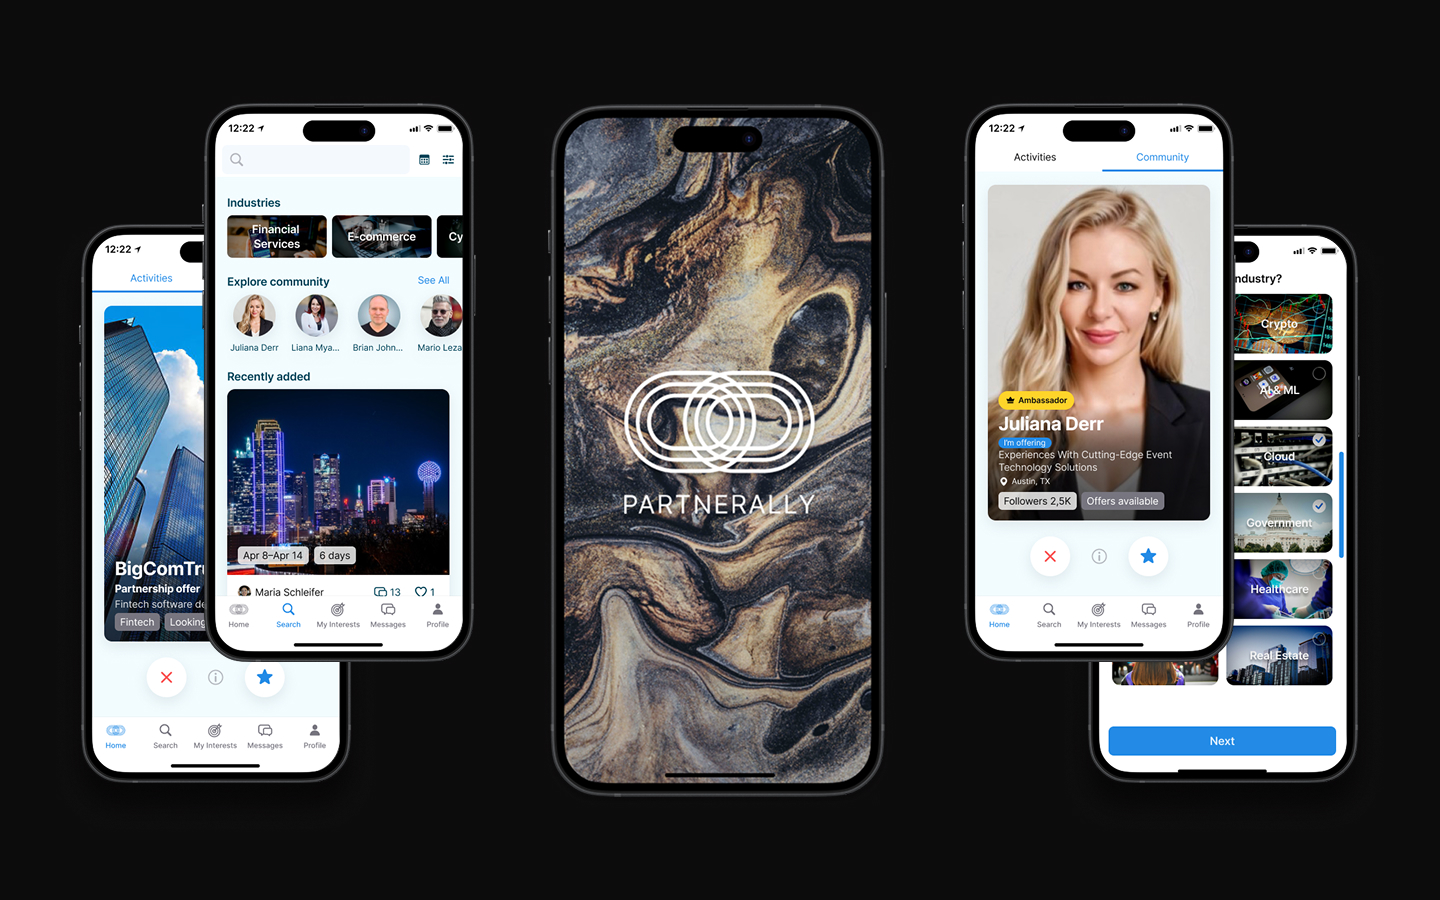 12:22
Activities
BigComTr
Partnership offer
Fintech software de
Fintech
Looking
Home
Search
My Interests
Messages
Profile
12:22
Industries
Financial
Services
E-commerce
Cy
Explore community
See All
Juliana Derr
Liana Mya...
Brian John...
Mario Leza
Recently added
Apr 8–Apr 14
6 days
Maria Schleifer
13
1
Home
Search
My Interests
Messages
Profile
PARTNERALLY
12:22
Activities
Community
Ambassador
Juliana Derr
I'm offering
Experiences With Cutting-Edge Event
Technology Solutions
Austin, TX
Followers 2,5K
Offers available
Home
Search
My Interests
Messages
Profile
ndustry?
Crypto
AI & ML
Cloud
Government
Healthcare
Real Estate
Next